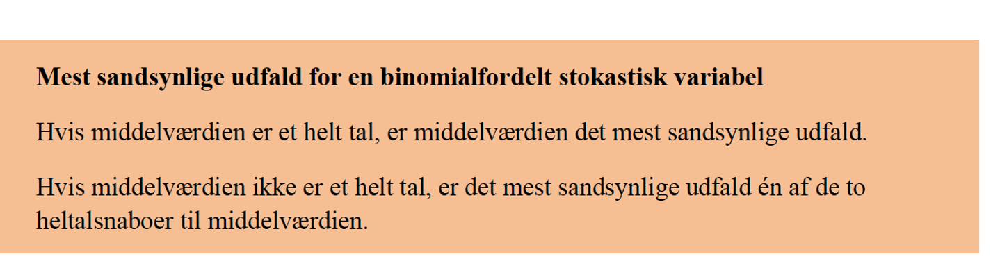 Mest sandsynlige udfald for en binomialfordelt stokastisk variabel
Hvis middelværdien er et helt tal, er middelværdien det mest sandsynlige udfald.
Hvis middelværdien ikke er et helt tal, er det mest sandsynlige udfald én af de to
heltalsnaboer til middelværdien.